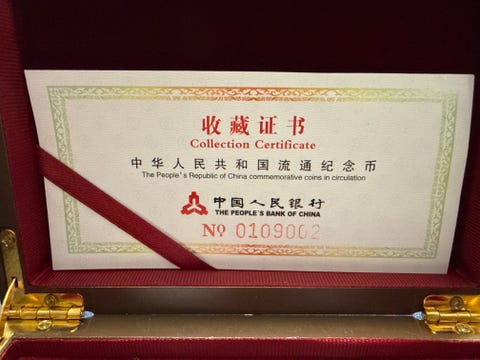 收藏证书
Collection Certificate
中华人民共和国流通纪念币
The People's Republic of China commemorative coins in circulation
中国人民银行
THE PEOPLE'S BANK OF CHINA
№ 0109002